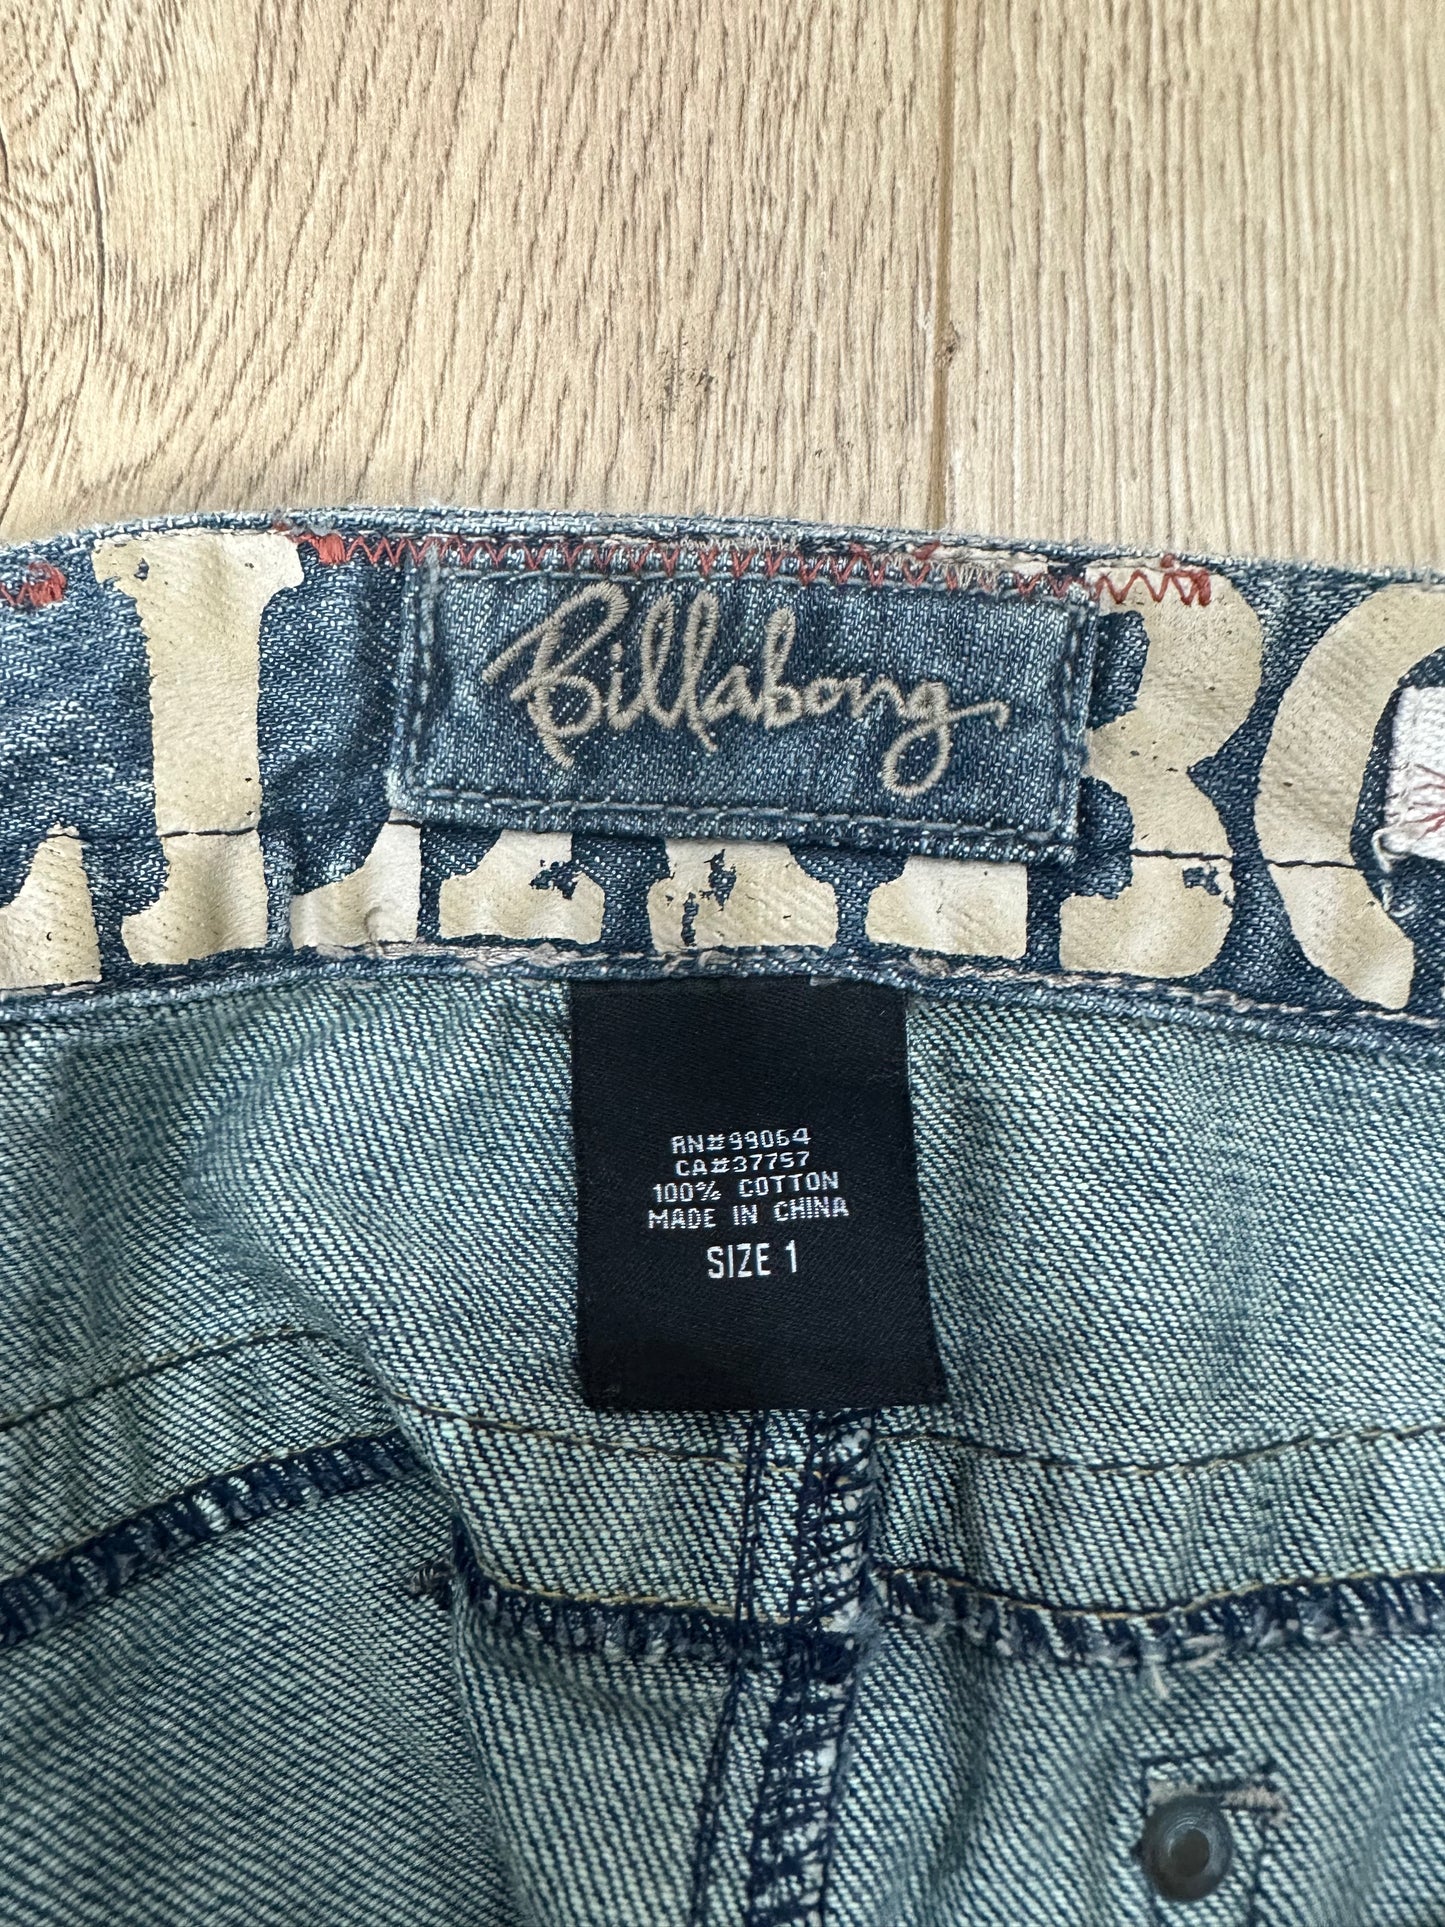 Billabong
RN#99064
CA#37757
100% COTTON
MADE IN CHINA
SIZE 1